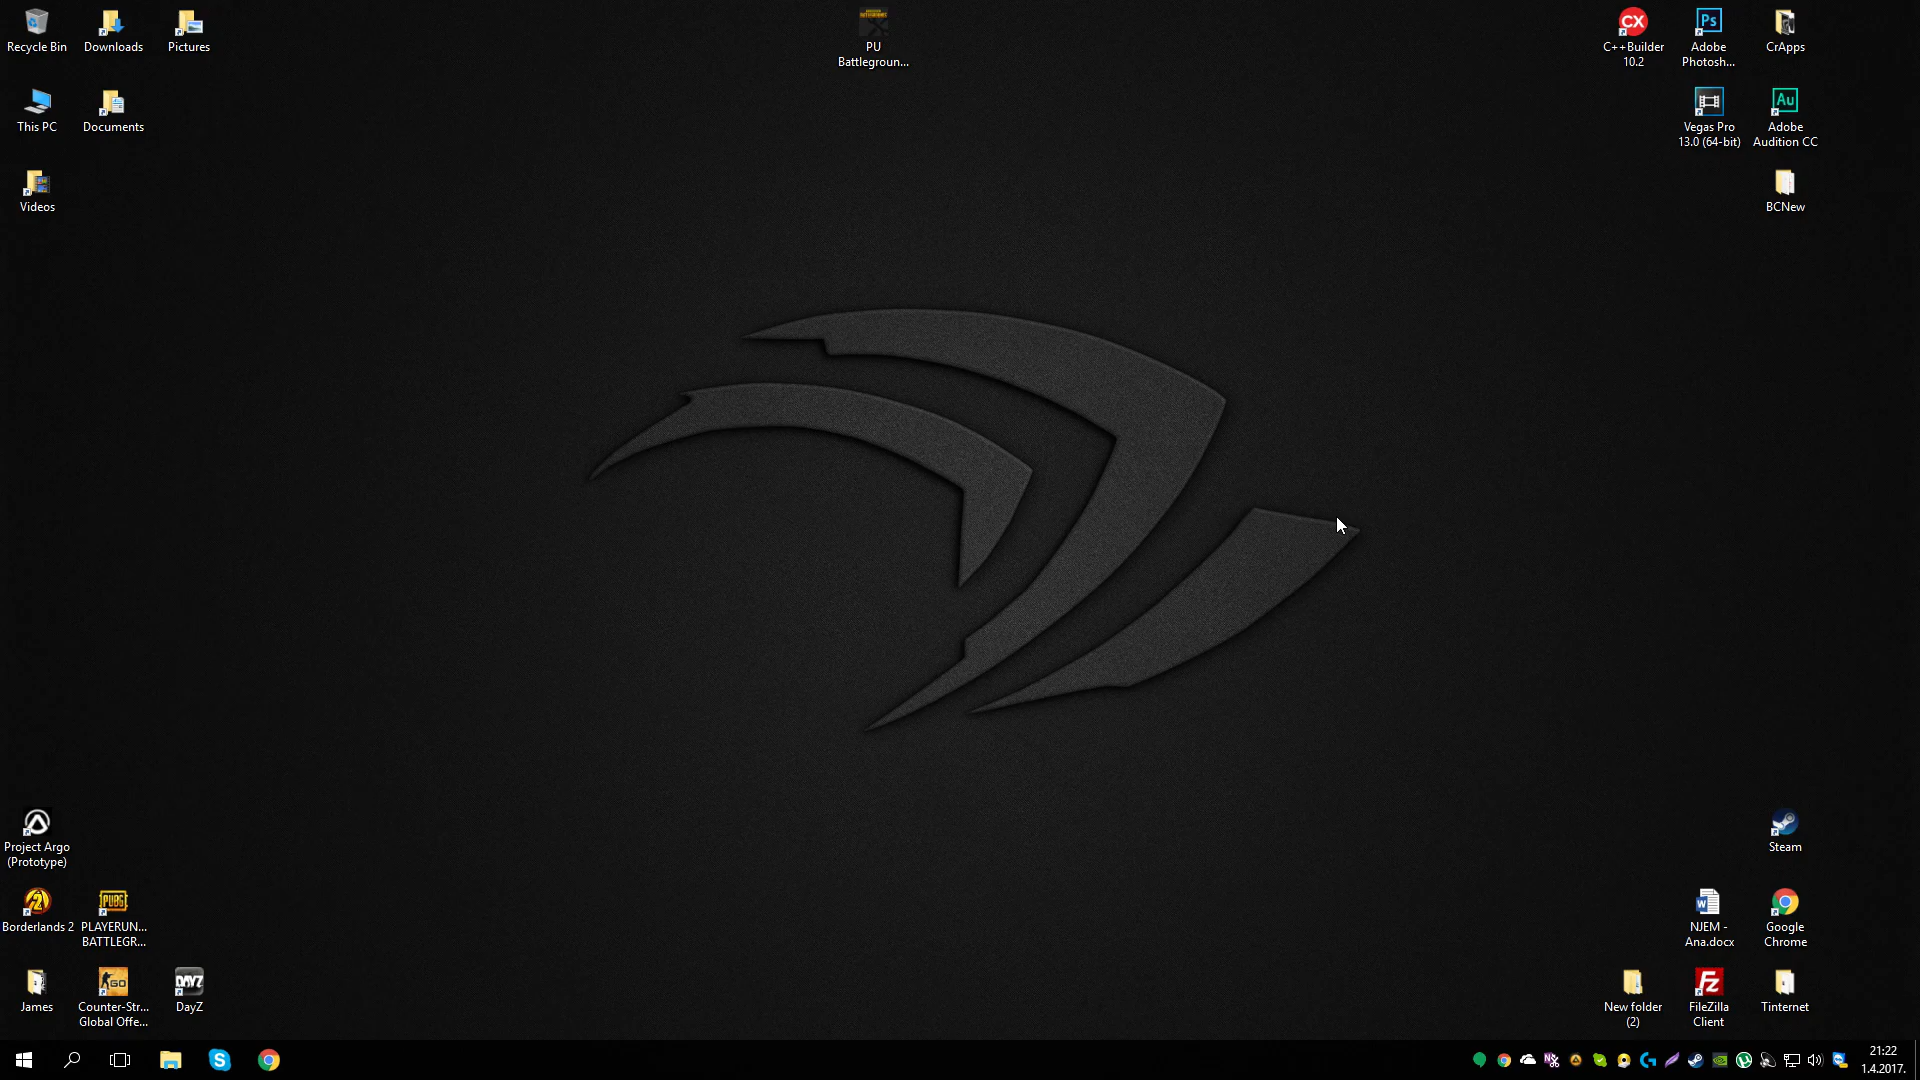 Recycle Bin
Downloads
Pictures
PU
Battlegroun...
C++Builder
10.2
Adobe
Photosh...
CrApps
This PC
Documents
Vegas Pro
13.0 (64-bit)
Adobe
Audition CC
Videos
BCNew
Project Argo
(Prototype)
Steam
Borderlands 2
PLAYERUN...
BATTLEGR...
NJEM -
Ana.docx
Google
Chrome
James
Counter-Str...
Global Offe...
DayZ
New folder
(2)
FileZilla
Client
Tinternet
21:22
1.4.2017.